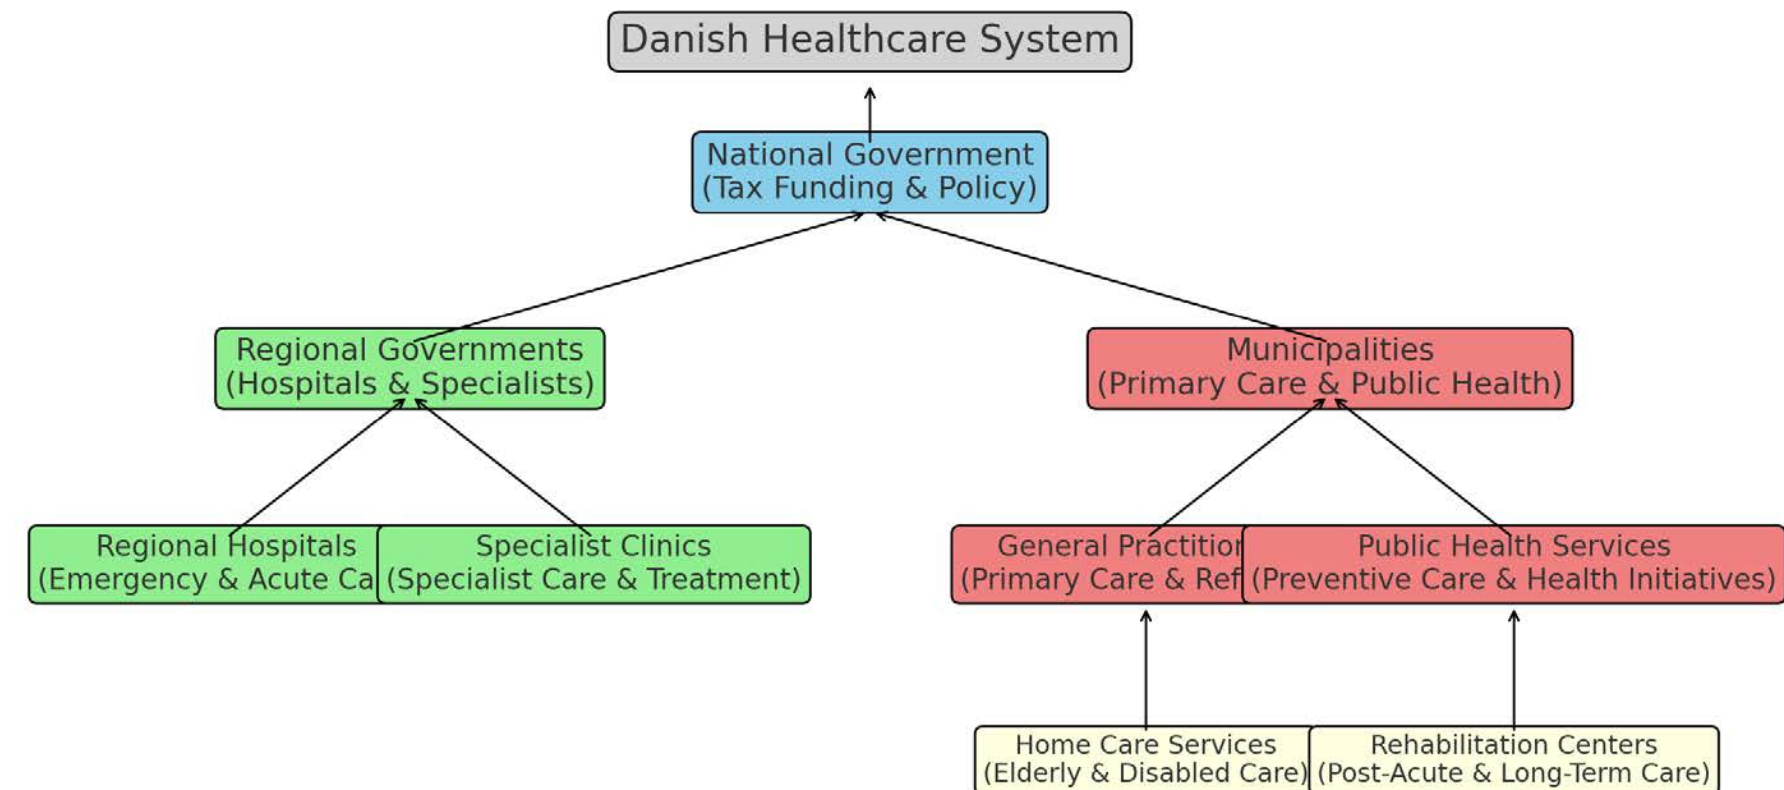 Danish Healthcare System
National Government
(Tax Funding & Policy)
Regional Governments
(Hospitals & Specialists)
Municipalities
(Primary Care & Public Health)
Regional Hospitals
(Emergency & Acute Ca
Specialist Clinics
(Specialist Care & Treatment)
General Practition
(Primary Care & Ref
Public Health Services
(Preventive Care & Health Initiatives)
Home Care Services
(Elderly & Disabled Care)
Rehabilitation Centers
(Post-Acute & Long-Term Care)